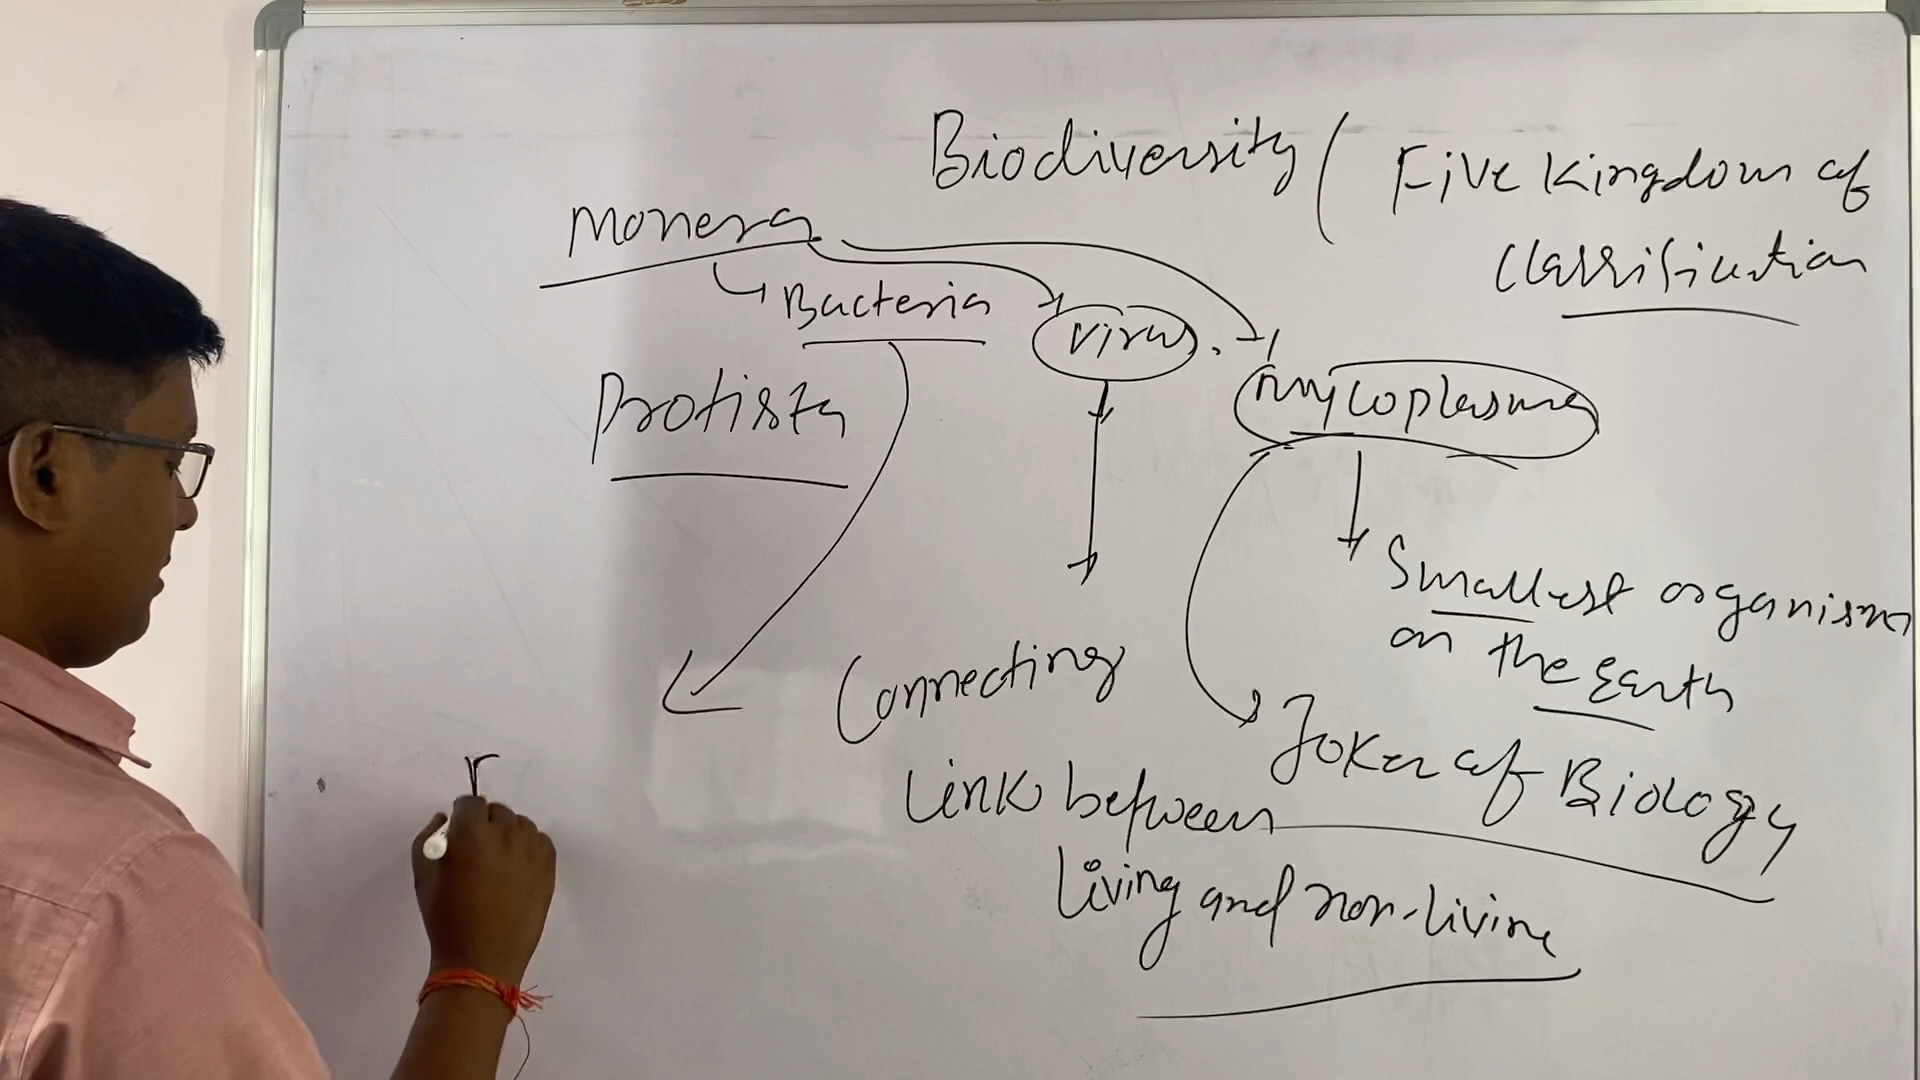 Biodiversity ( Five Kingdom of
classification
Monera
Bacteria
Virus.
Mycoplasma
Protista
Smallest organism
on the Earth
Connecting
Link between
Living and non-living
Joker of Biology